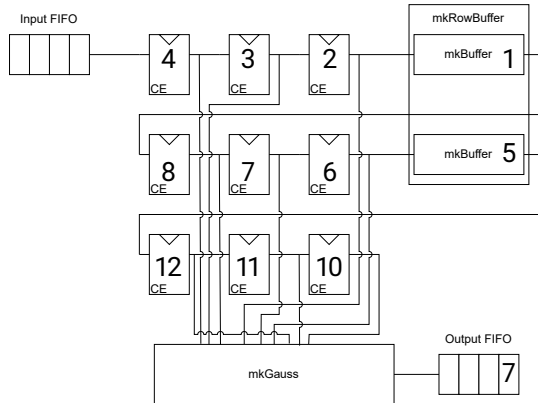 Input FIFO
mkRowBuffer
4
3
2
mkBuffer 1
CE
CE
CE
8
7
6
mkBuffer 5
CE
CE
CE
12
11
10
CE
CE
CE
mkGauss
Output FIFO
7